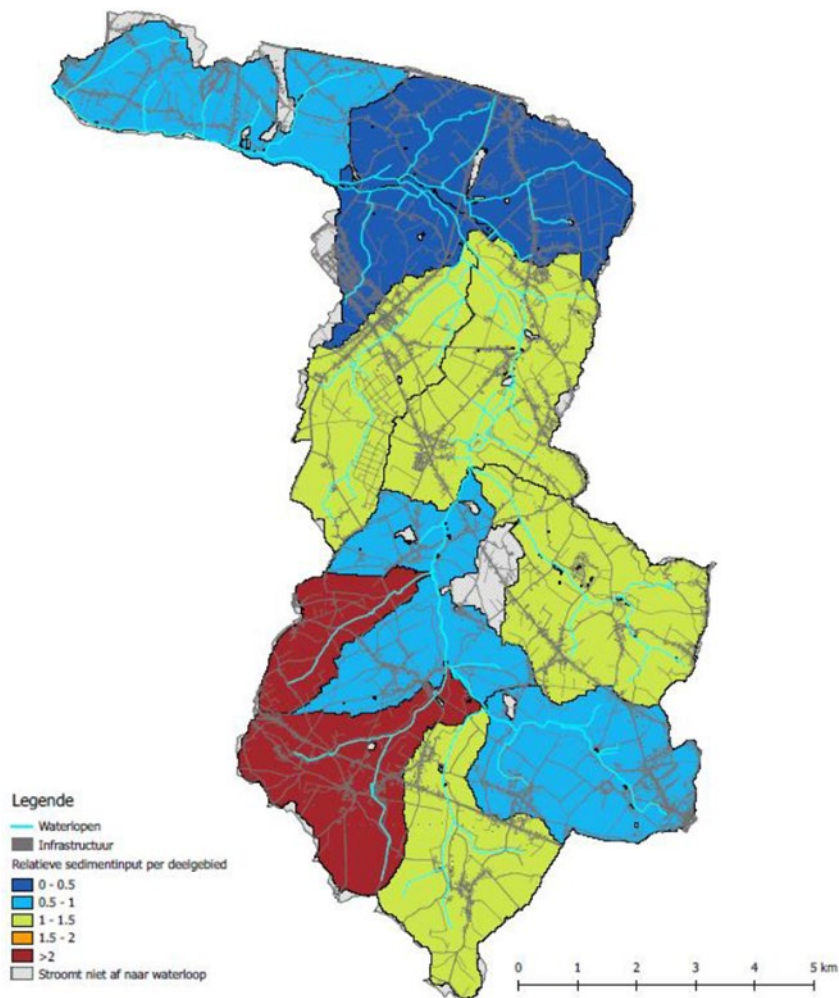 Legende
Waterlopen
Infrastructuur
Relatieve sedimentinput per deelgebied
0 - 0.5
0.5 - 1
1 - 1.5
1.5 - 2
>2
Stroomt niet af naar waterloop
0 1 2 3 4 5 km